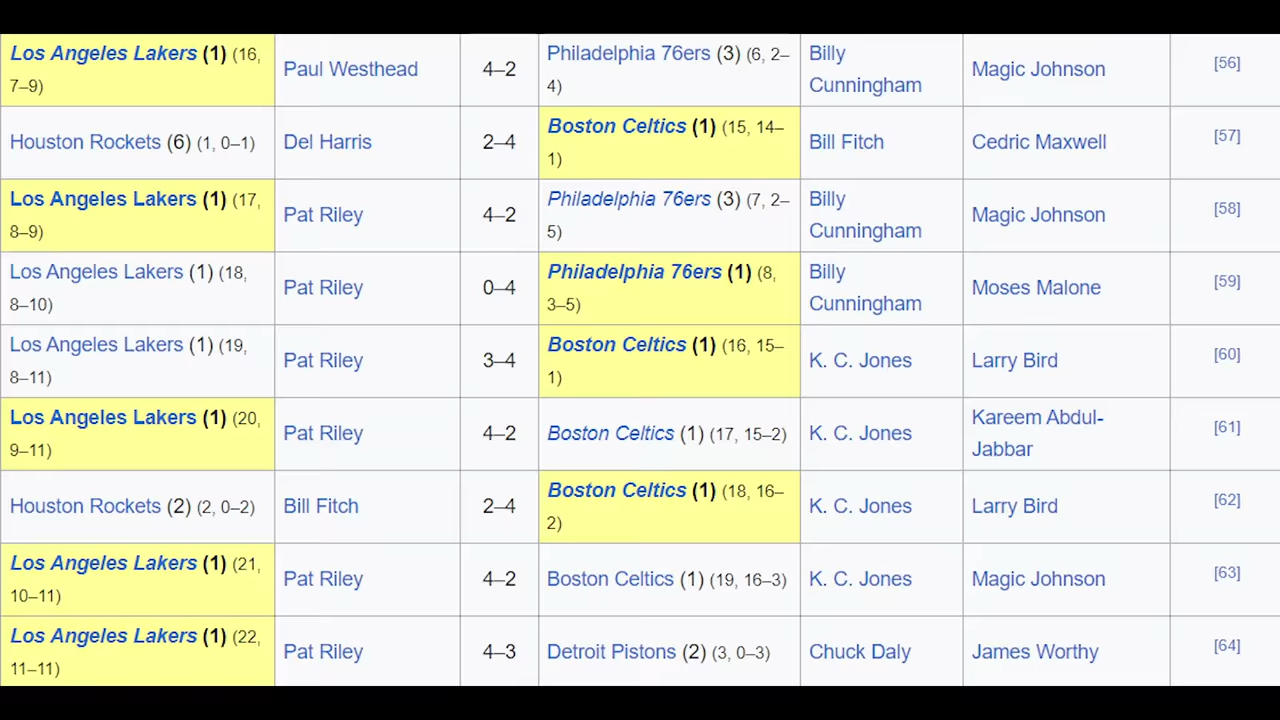 Los Angeles Lakers (1) (16, 7–9) Paul Westhead 4–2 Philadelphia 76ers (3) (6, 2–4) Billy Cunningham Magic Johnson [56]
Houston Rockets (6) (1, 0–1) Del Harris 2–4 Boston Celtics (1) (15, 14–1) Bill Fitch Cedric Maxwell [57]
Los Angeles Lakers (1) (17, 8–9) Pat Riley 4–2 Philadelphia 76ers (3) (7, 2–5) Billy Cunningham Magic Johnson [58]
Los Angeles Lakers (1) (18, 8–10) Pat Riley 0–4 Philadelphia 76ers (1) (8, 3–5) Billy Cunningham Moses Malone [59]
Los Angeles Lakers (1) (19, 8–11) Pat Riley 3–4 Boston Celtics (1) (16, 15–1) K. C. Jones Larry Bird [60]
Los Angeles Lakers (1) (20, 9–11) Pat Riley 4–2 Boston Celtics (1) (17, 15–2) K. C. Jones Kareem Abdul-Jabbar [61]
Houston Rockets (2) (2, 0–2) Bill Fitch 2–4 Boston Celtics (1) (18, 16–2) K. C. Jones Larry Bird [62]
Los Angeles Lakers (1) (21, 10–11) Pat Riley 4–2 Boston Celtics (1) (19, 16–3) K. C. Jones Magic Johnson [63]
Los Angeles Lakers (1) (22, 11–11) Pat Riley 4–3 Detroit Pistons (2) (3, 0–3) Chuck Daly James Worthy [64]